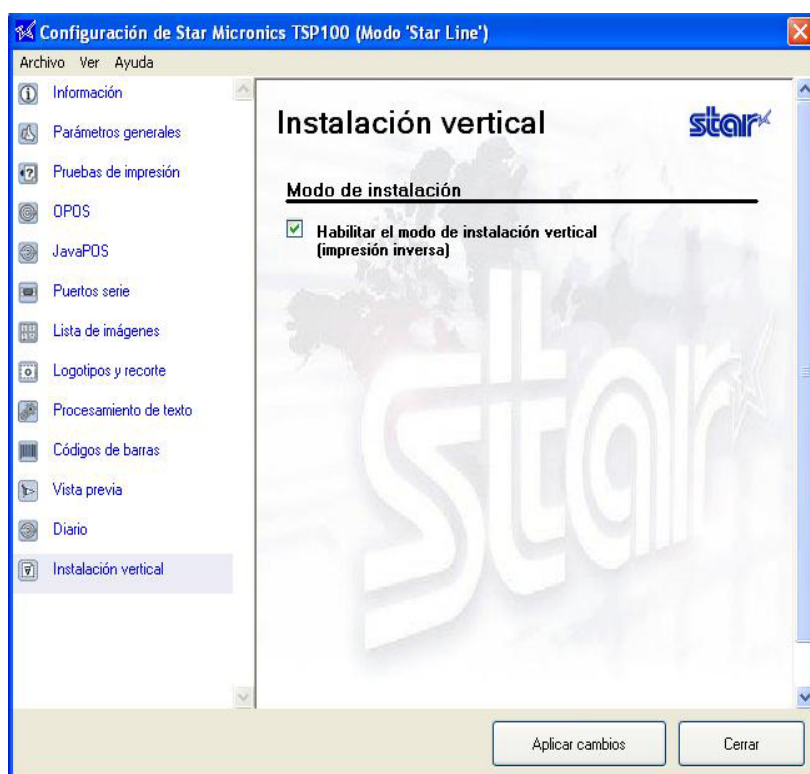 Configuración de Star Micronics TSP100 (Modo 'Star Line')
Archivo Ver Ayuda
Información
Parámetros generales
Pruebas de impresión
OPOS
JavaPOS
Puertos serie
Lista de imágenes
Logotipos y recorte
Procesamiento de texto
Códigos de barras
Vista previa
Diario
Instalación vertical
Instalación vertical
star
Modo de instalación
Habilitar el modo de instalación vertical
(impresión inversa)
star
Aplicar cambios
Cerrar